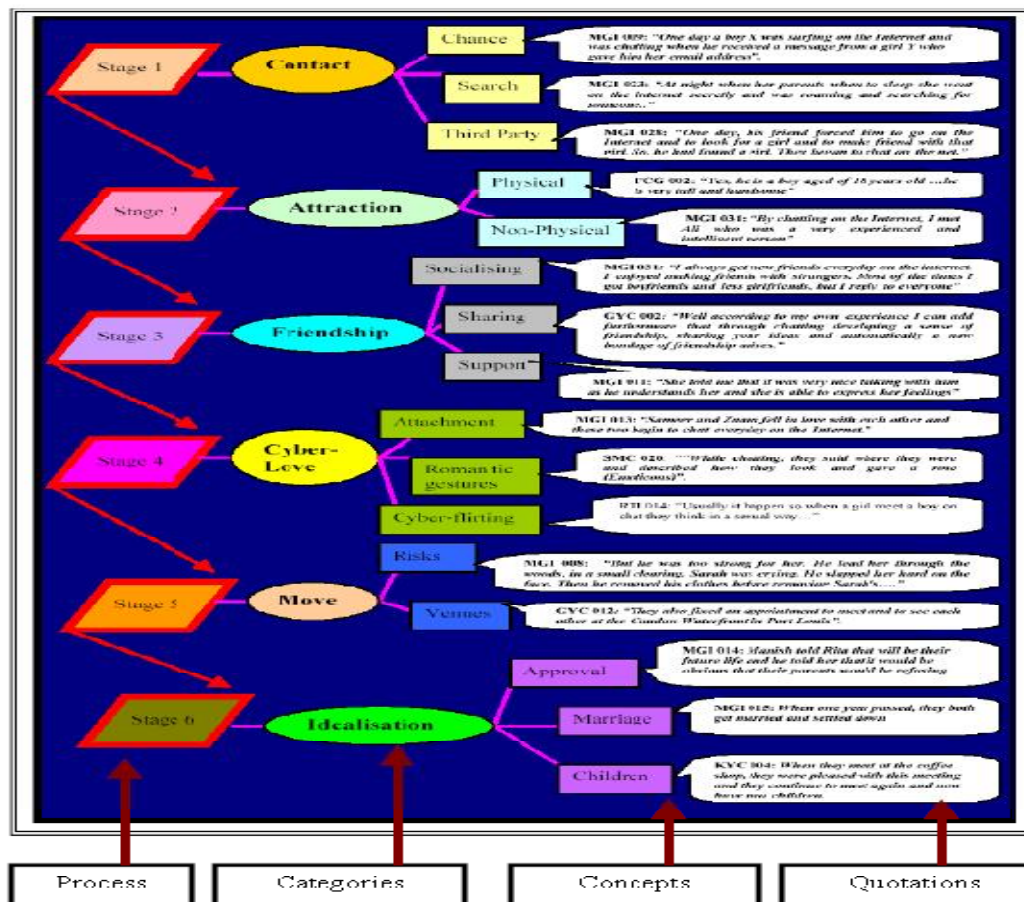 Stage 1
Contact
Chance
MGI 009: "One day a boy X was surfing on the Internet and
was chatting when he received a message from a girl Y who
gave him her email address".
Search
MGI 023: "At night when her parents when to sleep she went
on the internet secretly and was roaming and searching for
someone.."
Third Party
MGI 028: "One day, his friend forced him to go on the
Internet and to look for a girl and to make friend with that
girl. So, he had found a girl. They began to chat on the net."
Stage 2
Attraction
Physical
FCG 002: "Yes, he is a boy aged of 18 years old ...he
is very tall and handsome"
Non-Physical
MGI 031: "By chatting on the Internet, I met
Ali who was a very experienced and
intelligent person"
Stage 3
Friendship
Socialising
MGI 031: "I always got new friends everyday on the internet.
I enjoyed making friends with strangers. Most of the times I
got boyfriends and less girlfriends, but I reply to everyone"
Sharing
GYC 002: "Well according to my own experience I can add
furthermore that through chatting developing a sense of
friendship, sharing your ideas and automatically a new
bondage of friendship arises."
Support
MGI 011: "She told me that it was very nice talking with him
as he understands her and she is able to express her feelings"
Stage 4
Cyber-
Love
Attachment
MGI 013: "Sameer and fell in love with each other and
these two begin to chat everyday on the Internet."
Romantic
gestures
SMC 020: "While chatting, they said where they were
and described how they look and gave a rose
(Emoticons)".
Cyber-flirting
014: "Usually it happen so when a girl meet a boy on
chat they think in a sexual way..."
Stage 5
Move
Risks
MGI 008: "But he was too strong for her. He lead her through the
woods, in a small clearing. Sarah was crying. He slapped her hard on the
face. Then he removed his clothes before removing Sarah's...."
Venues
GYC 012: "They also fixed an appointment to meet and to see each
other at the Caudan Waterfront in Port Louis".
Stage 6
Idealisation
Approval
MGI 014: Manish told Rita that will be their
future life and he told her that it would be
obvious that their parents would be refusing
Marriage
MGI 015: When one year passed, they both
get married and settled down
Children
KYC 104: When they meet at the coffee
shop, they were pleased with this meeting
and they continue to meet again and now
have two children.
Process
Categories
Concepts
Quotations